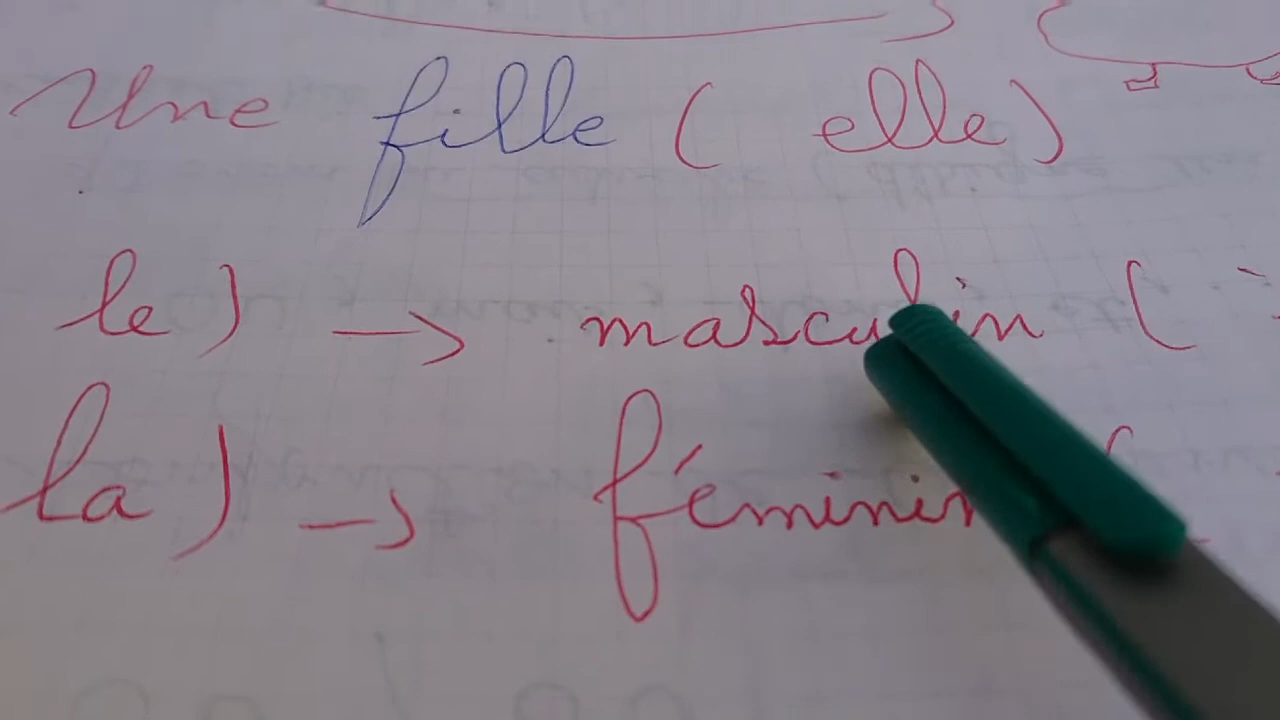 Une fille ( elle )
le ) → masculin (
la ) → féminin (